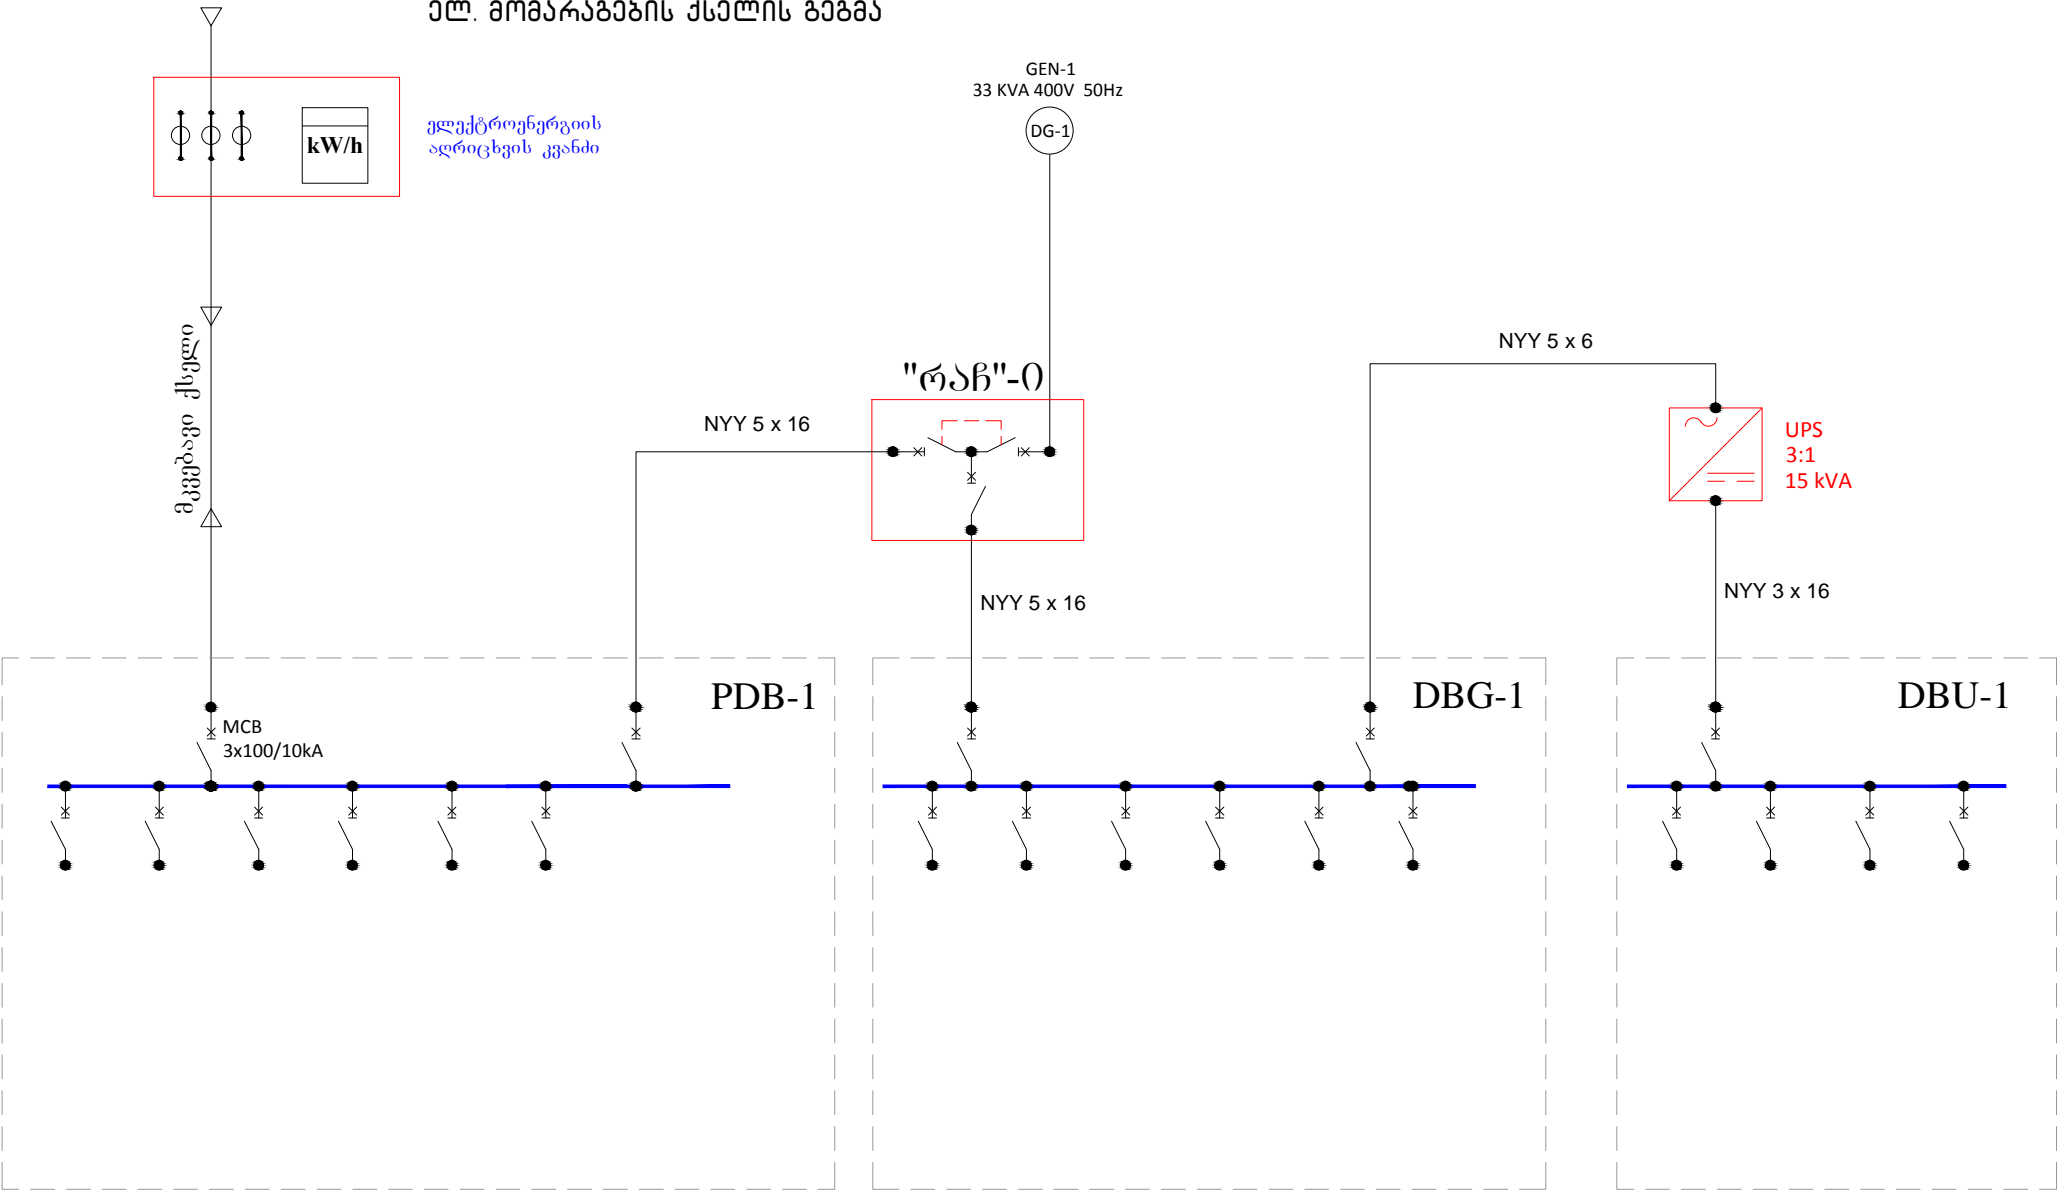 ელ. მომარაგების ქსელის გეგმა
GEN-1
33 KVA 400V 50Hz
DG-1
kW/h
ელექტროენერგიის
აღრიცხვის კვანძი
მკვებავი ქსელი
"რაჩ"-0
NYY 5 x 16
NYY 5 x 6
UPS
3:1
15 kVA
NYY 5 x 16
NYY 3 x 16
PDB-1
DBG-1
DBU-1
MCB
3x100/10kA